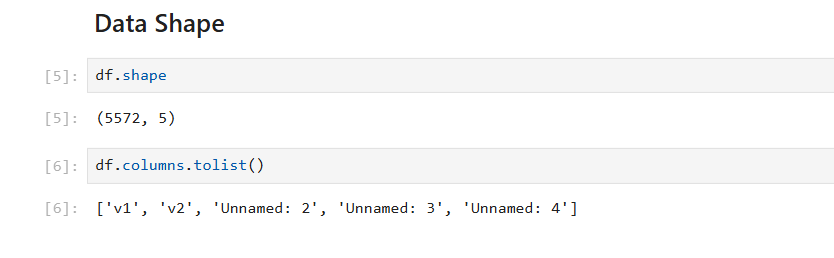 Data Shape
[5]: df.shape
[5]: (5572, 5)
[6]: df.columns.tolist()
[6]: ['v1', 'v2', 'Unnamed: 2', 'Unnamed: 3', 'Unnamed: 4']